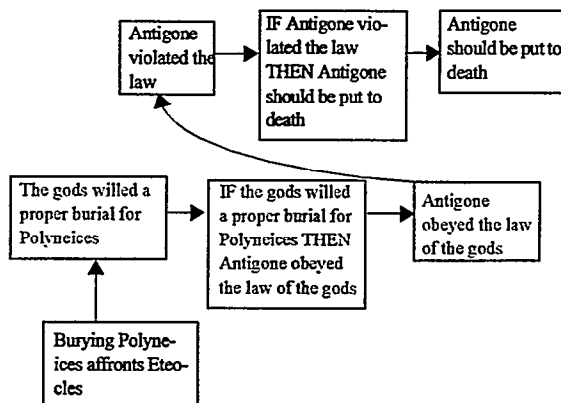 Antigone
violated the
law
IF Antigone vio-
lated the law
THEN Antigone
should be put to
death
Antigone
should be put to
death
The gods willed a
proper burial for
Polyneices
IF the gods willed
a proper burial for
Polyneices THEN
Antigone obeyed
the law of the gods
Antigone
obeyed the law
of the gods
Burying Polyne-
ices affronts Eteo-
cles